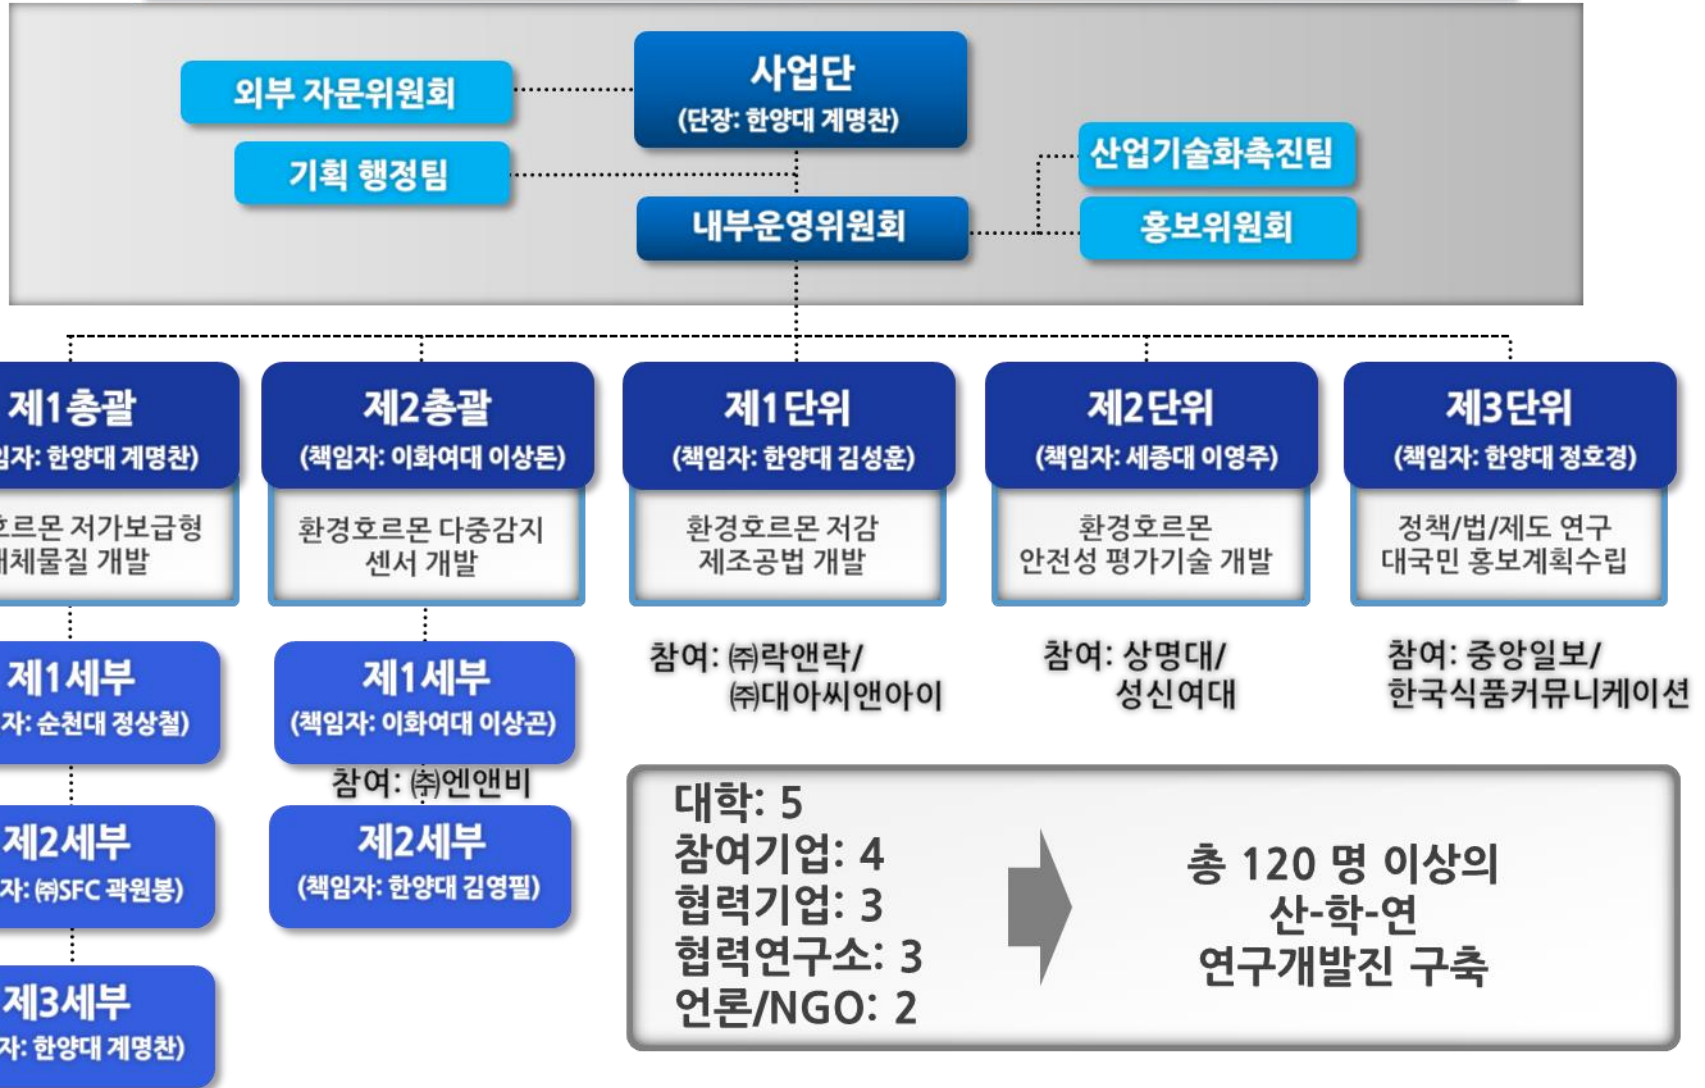 외부 자문위원회
사업단
(단장: 한양대 계명찬)
기획 행정팀
산업기술화촉진팀
내부운영위원회
홍보위원회
제1총괄
임자: 한양대 계명찬)
호르몬 저가보급형
대체물질 개발
제1세부
자: 순천대 정상철)
제2세부
자: ㈜SFC 곽원봉)
제3세부
자: 한양대 계명찬)
제2총괄
(책임자: 이화여대 이상돈)
환경호르몬 다중감지
센서 개발
제1세부
(책임자: 이화여대 이상곤)
참여: ㈜엔앤비
제2세부
(책임자: 한양대 김영필)
제1단위
(책임자: 한양대 김성훈)
환경호르몬 저감
제조공법 개발
참여: ㈜락앤락/
㈜대아씨앤아이
제2단위
(책임자: 세종대 이영주)
환경호르몬
안전성 평가기술 개발
참여: 상명대/
성신여대
제3단위
(책임자: 한양대 정호경)
정책/법/제도 연구
대국민 홍보계획수립
참여: 중앙일보/
한국식품커뮤니케이션
대학: 5
참여기업: 4
협력기업: 3
협력연구소: 3
언론/NGO: 2
총 120 명 이상의
산-학-연
연구개발진 구축